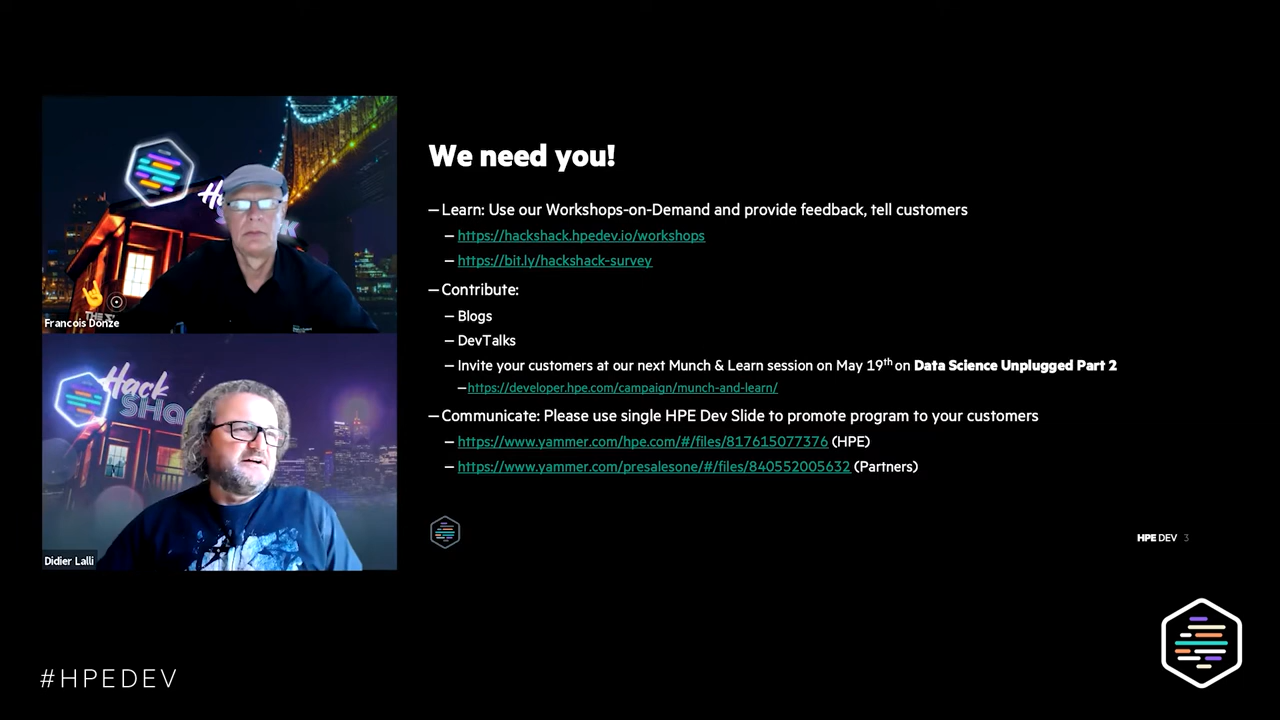 Hack
Francois Donze
Hack
Didier Lalli
We need you!
– Learn: Use our Workshops-on-Demand and provide feedback, tell customers
– https://hackshack.hpedev.io/workshops
– https://bit.ly/hackshack-survey
– Contribute:
– Blogs
– DevTalks
– Invite your customers at our next Munch & Learn session on May 19th on Data Science Unplugged Part 2
– https://developer.hpe.com/campaign/munch-and-learn/
– Communicate: Please use single HPE Dev Slide to promote program to your customers
– https://www.yammer.com/hpe.com/#/files/817615077376 (HPE)
– https://www.yammer.com/presalesone/#/files/840552005632 (Partners)
HPE DEV 3
#HPEDEV